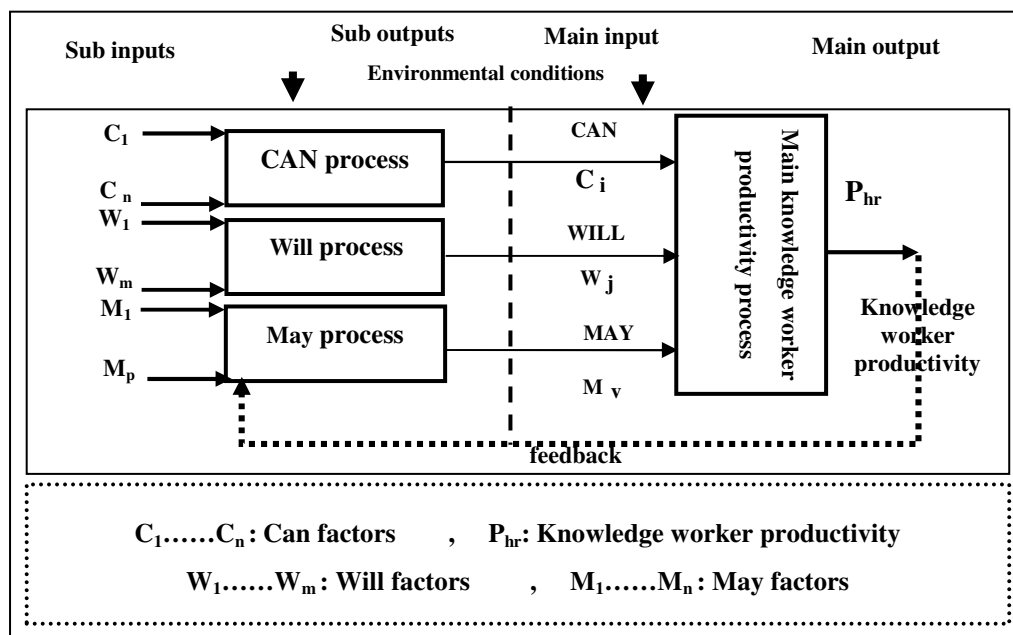 Sub inputs
Sub outputs
Main input
Main output
Environmental conditions
C1
Cn
CAN process
CAN
Ci
W1
Wm
Will process
WILL
Wj
M1
Mp
May process
MAY
Mv
Main knowledge worker
productivity process
Phr
Knowledge
worker
productivity
feedback
C1......Cn : Can factors , Phr: Knowledge worker productivity
W1......Wm : Will factors , M1......Mn : May factors